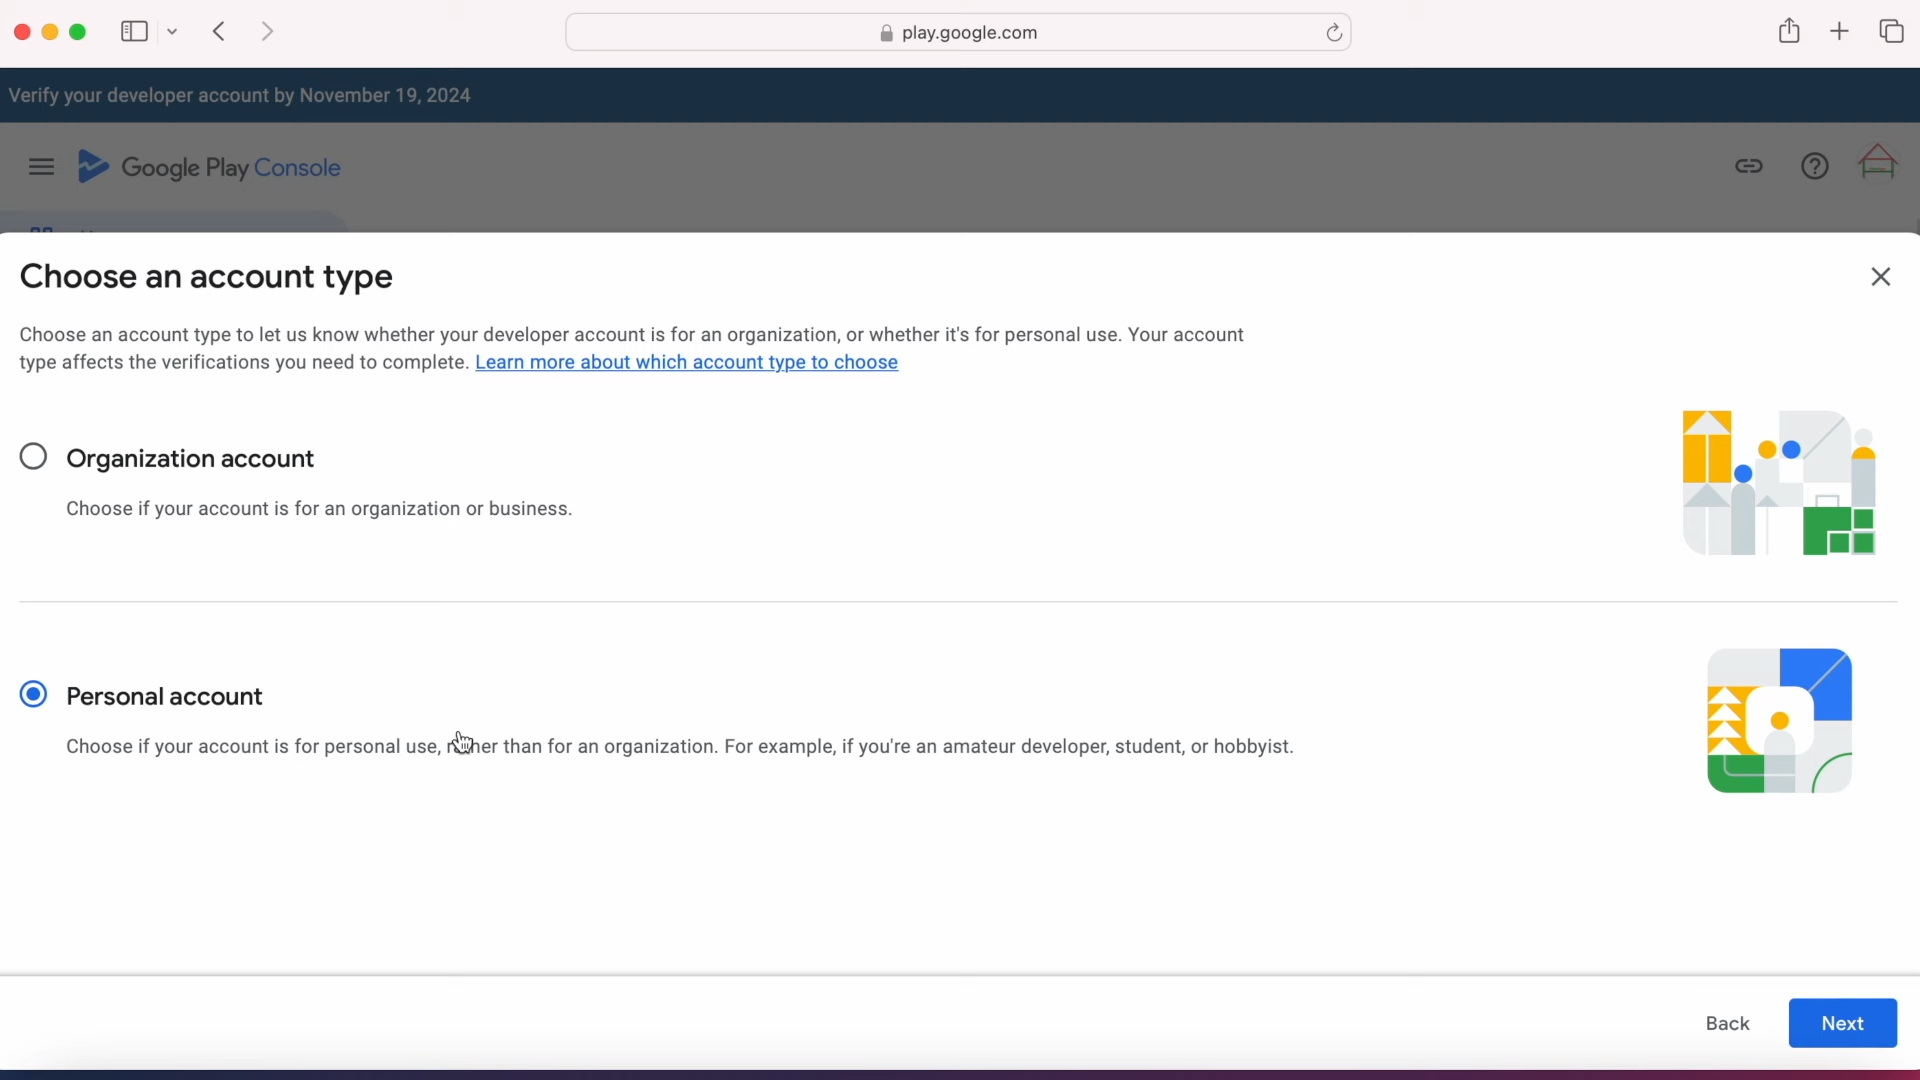 play.google.com
Verify your developer account by November 19, 2024
Google Play Console
Choose an account type
Choose an account type to let us know whether your developer account is for an organization, or whether it's for personal use. Your account
type affects the verifications you need to complete. Learn more about which account type to choose
Organization account
Choose if your account is for an organization or business.
Personal account
Choose if your account is for personal use, rather than for an organization. For example, if you're an amateur developer, student, or hobbyist.
Back
Next